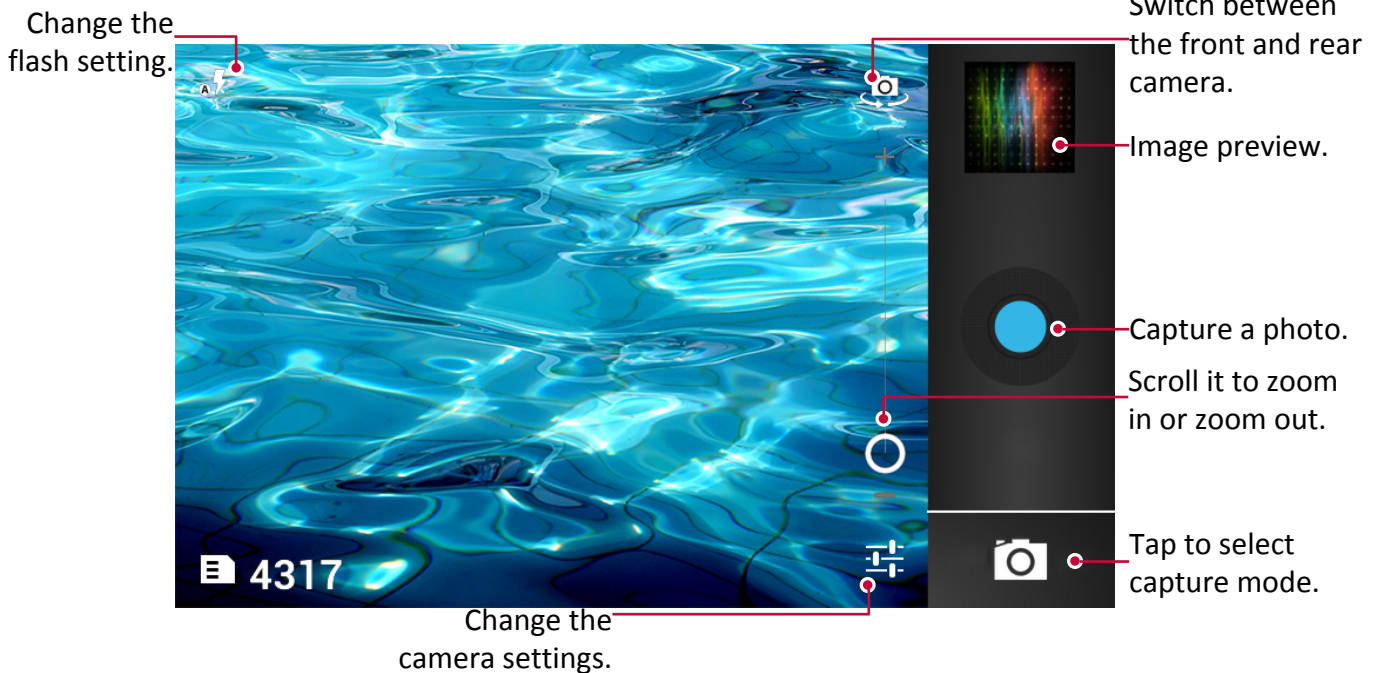 Switch between
the front and rear
camera.
Change the
flash setting.
A
Image preview.
Capture a photo.
Scroll it to zoom
in or zoom out.
Tap to select
capture mode.
E 4317
Change the
camera settings.